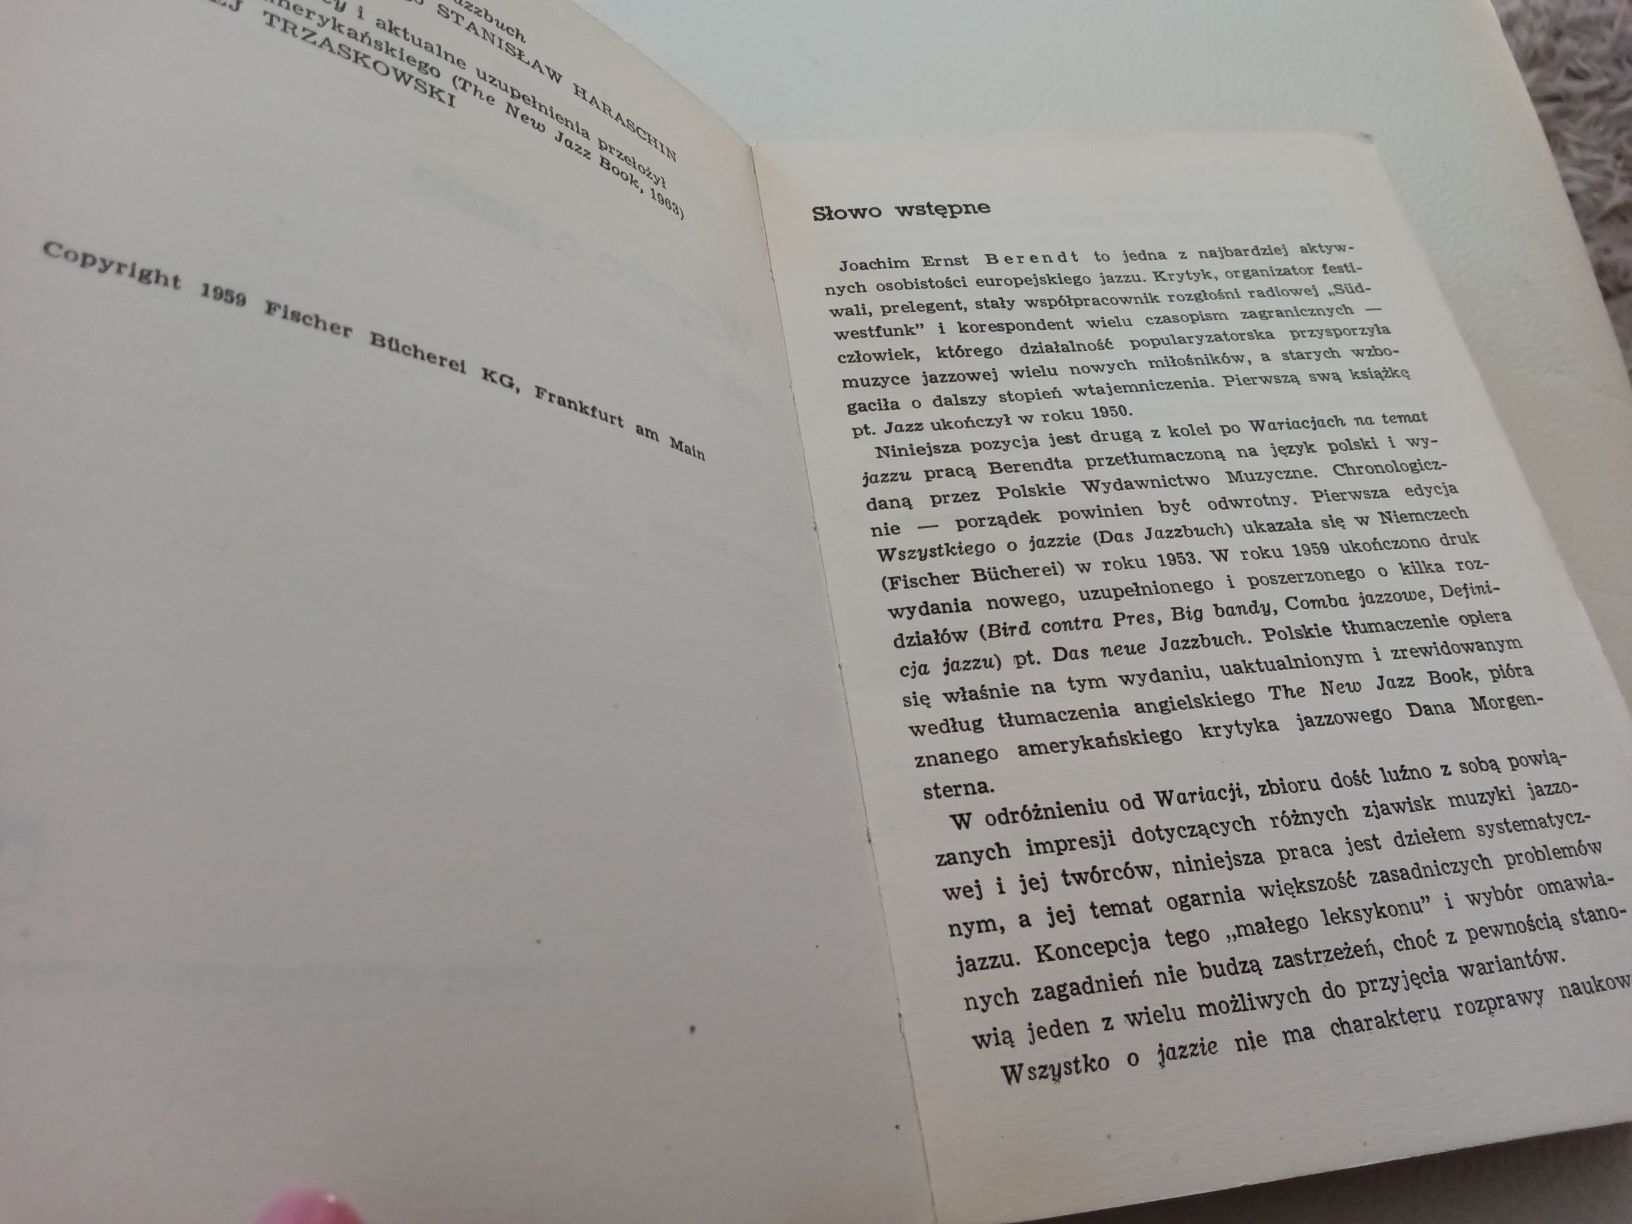 Jazzbuch
STANISŁAW HARASCHIN
i aktualne uzupełnienia przełożył
amerykańskiego (The New Jazz Book, 1963)
TRZASKOWSKI
Copyright 1959 Fischer Bücherei KG, Frankfurt am Main
Słowo wstępne
Joachim Ernst Berendt to jedna z najbardziej aktyw-
nych osobistości europejskiego jazzu. Krytyk, organizator festi-
wali, prelegent, stały współpracownik rozgłośni radiowej „Süd-
westfunk” i korespondent wielu czasopism zagranicznych —
człowiek, którego działalność popularyzatorska przysporzyła
muzyce jazzowej wielu nowych miłośników, a starych wzbo-
gaciła o dalszy stopień wtajemniczenia. Pierwszą swą książkę
pt. Jazz ukończył w roku 1950.
Niniejsza pozycja jest drugą z kolei po Wariacjach na temat
jazzu pracą Berendta przetłumaczoną na język polski i wy-
daną przez Polskie Wydawnictwo Muzyczne. Chronologicz-
nie — porządek powinien być odwrotny. Pierwsza edycja
Wszystkiego o jazzie (Das Jazzbuch) ukazała się w Niemczech
(Fischer Bücherei) w roku 1953. W roku 1959 ukończono druk
wydania nowego, uzupełnionego i poszerzonego o kilka roz-
działów (Bird contra Pres, Big bandy, Comba jazzowe, Defini-
cja jazzu) pt. Das neue Jazzbuch. Polskie tłumaczenie opiera
się właśnie na tym wydaniu, uaktualnionym i zrewidowanym
według tłumaczenia angielskiego The New Jazz Book, pióra
znanego amerykańskiego krytyka jazzowego Dana Morgen-
sterna.
W odróżnieniu od Wariacji, zbioru dość luźno z sobą powią-
zanych impresji dotyczących różnych zjawisk muzyki jazzo-
wej i jej twórców, niniejsza praca jest dziełem systematycz-
nym, a jej temat ogarnia większość zasadniczych problemów
jazzu. Koncepcja tego „małego leksykonu” i wybór omawia-
nych zagadnień nie budzą zastrzeżeń, choć z pewnością stano-
wią jeden z wielu możliwych do przyjęcia wariantów.
Wszystko o jazzie nie ma charakteru rozprawy naukow